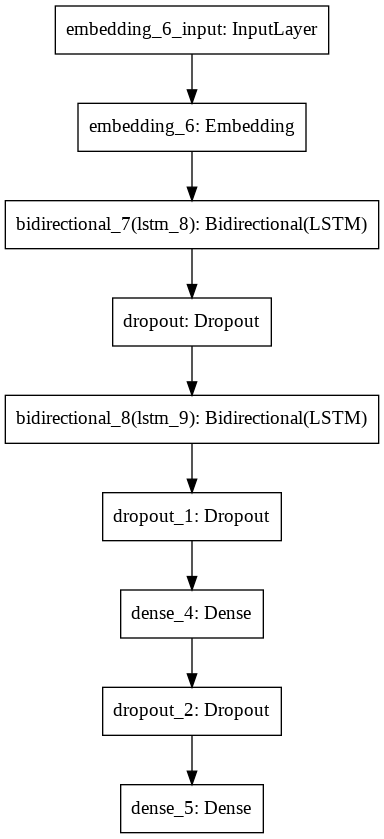 embedding_6_input: InputLayer
embedding_6: Embedding
bidirectional_7(lstm_8): Bidirectional(LSTM)
dropout: Dropout
bidirectional_8(lstm_9): Bidirectional(LSTM)
dropout_1: Dropout
dense_4: Dense
dropout_2: Dropout
dense_5: Dense